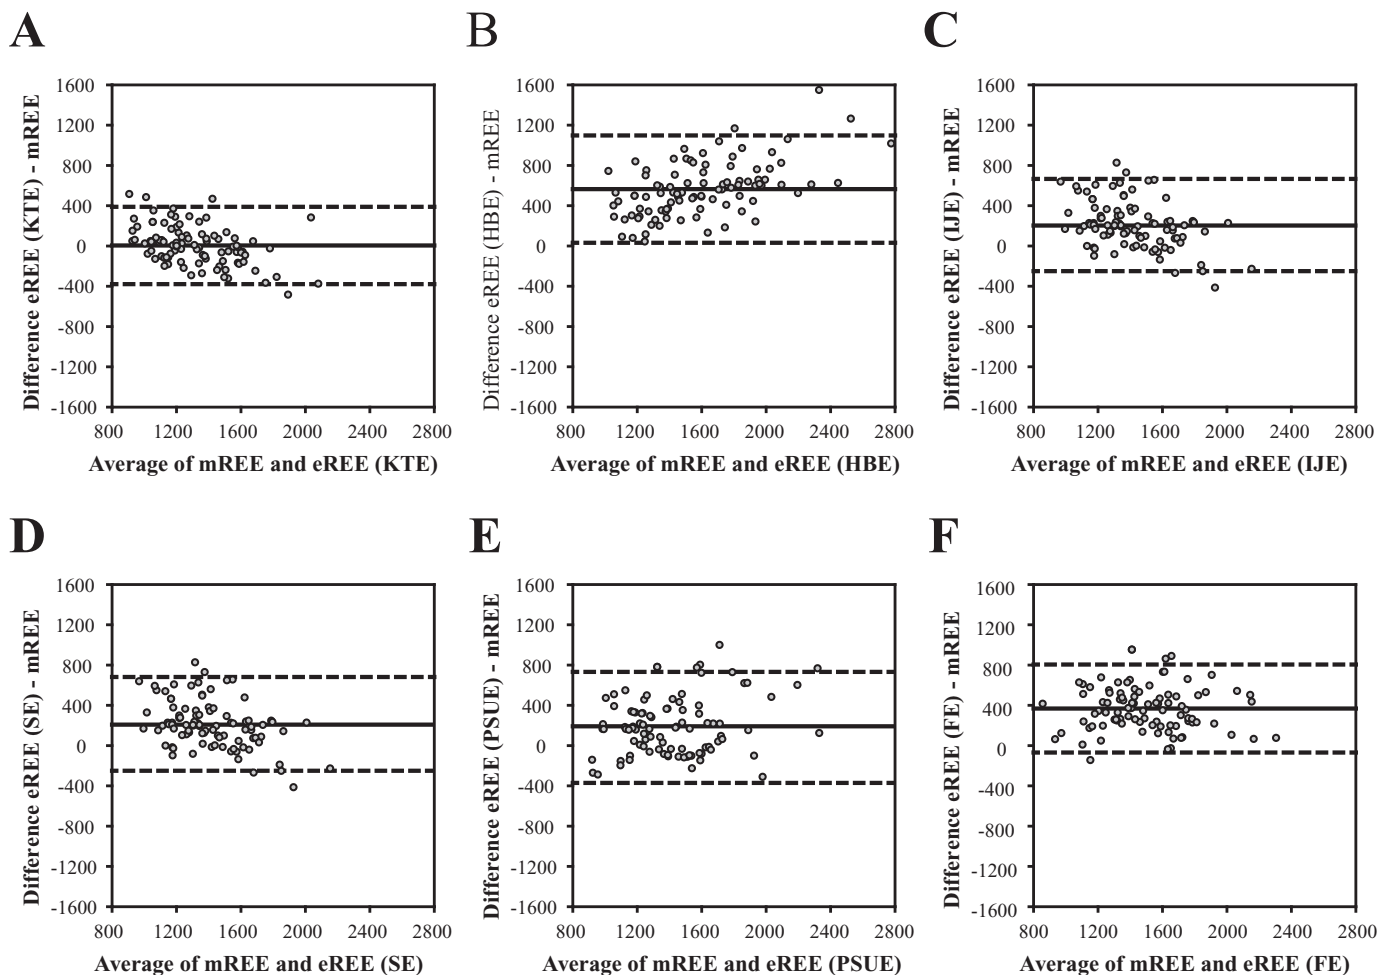 A
B
C
Difference eREE (KTE) - mREE
1600
1200
800
400
0
-400
-800
-1200
-1600
800 1200 1600 2000 2400 2800
Average of mREE and eREE (KTE)
Difference eREE (HBE) - mREE
1600
1200
800
400
0
-400
-800
-1200
-1600
800 1200 1600 2000 2400 2800
Average of mREE and eREE (HBE)
Difference eREE (IJE) - mREE
1600
1200
800
400
0
-400
-800
-1200
-1600
800 1200 1600 2000 2400 2800
Average of mREE and eREE (IJE)
D
E
F
Difference eREE (SE) - mREE
1600
1200
800
400
0
-400
-800
-1200
-1600
800 1200 1600 2000 2400 2800
Average of mREE and eREE (SE)
Difference eREE (PSUE) - mREE
1600
1200
800
400
0
-400
-800
-1200
-1600
800 1200 1600 2000 2400 2800
Average of mREE and eREE (PSUE)
Difference eREE (FE) - mREE
1600
1200
800
400
0
-400
-800
-1200
-1600
800 1200 1600 2000 2400 2800
Average of mREE and eREE (FE)